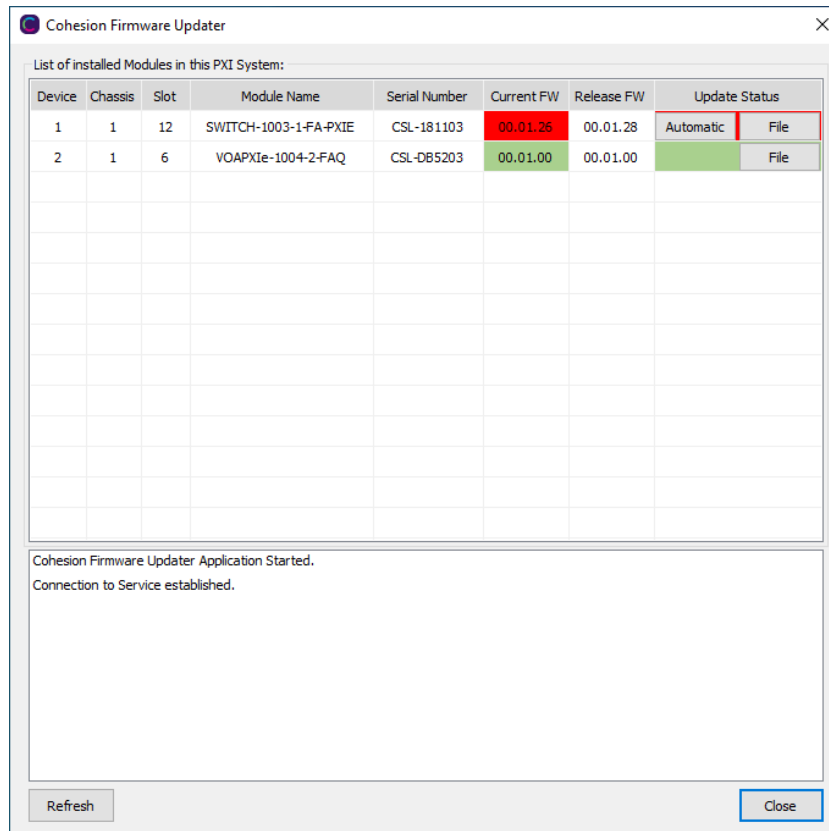 Cohesion Firmware Updater
List of installed Modules in this PXI System:
Device Chassis Slot Module Name Serial Number Current FW Release FW Update Status
1 1 12 SWITCH-1003-1-FA-PXIE CSL-181103 00.01.26 00.01.28 Automatic File
2 1 6 VOAPXIe-1004-2-FAQ CSL-DB5203 00.01.00 00.01.00 File
Cohesion Firmware Updater Application Started.
Connection to Service established.
Refresh Close